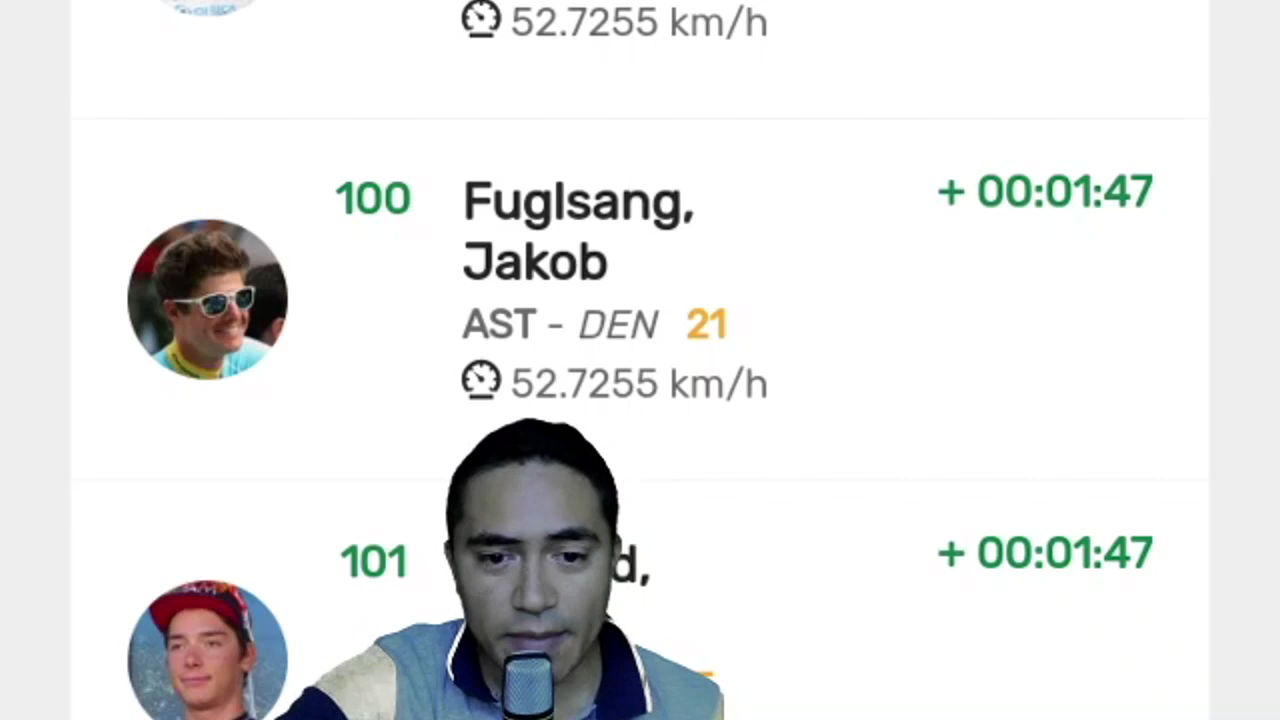 52.7255 km/h
100 Fuglsang, + 00:01:47
Jakob
AST - DEN 21
52.7255 km/h
101 d, + 00:01:47